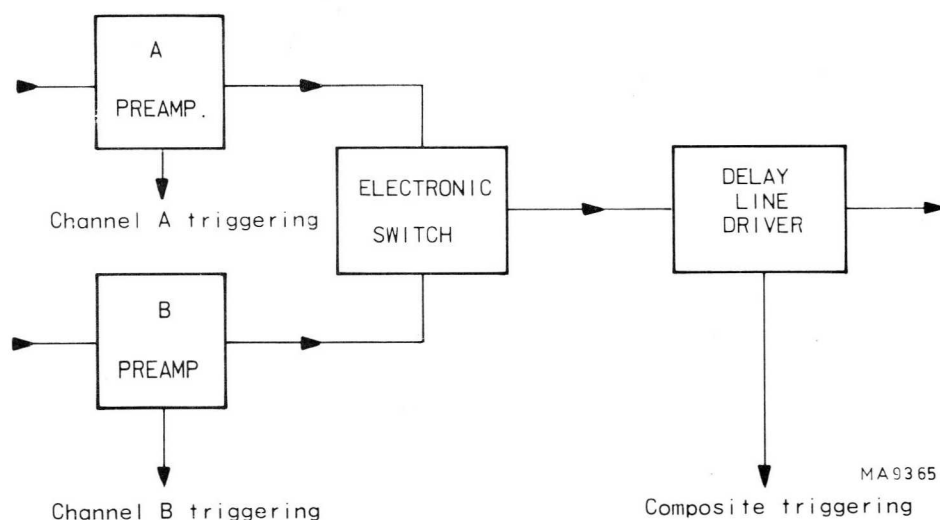 A
PREAMP.
Channel A triggering
ELECTRONIC
SWITCH
DELAY
LINE
DRIVER
B
PREAMP
Channel B triggering
Composite triggering
MA9365